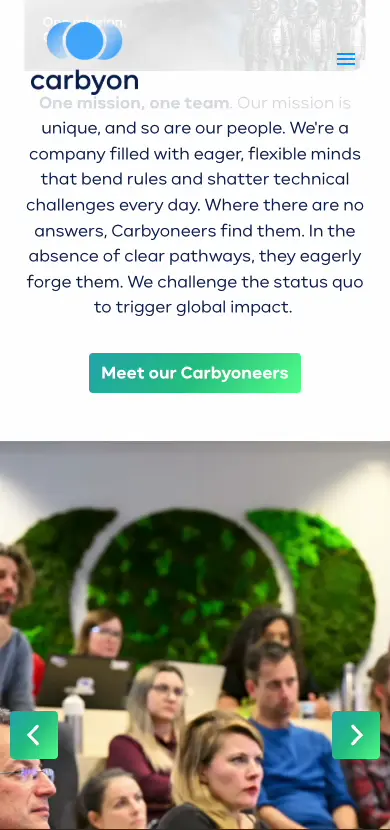 One mission,
carbyon
One mission, one team. Our mission is
unique, and so are our people. We're a
company filled with eager, flexible minds
that bend rules and shatter technical
challenges every day. Where there are no
answers, Carbyoneers find them. In the
absence of clear pathways, they eagerly
forge them. We challenge the status quo
to trigger global impact.
Meet our Carbyoneers